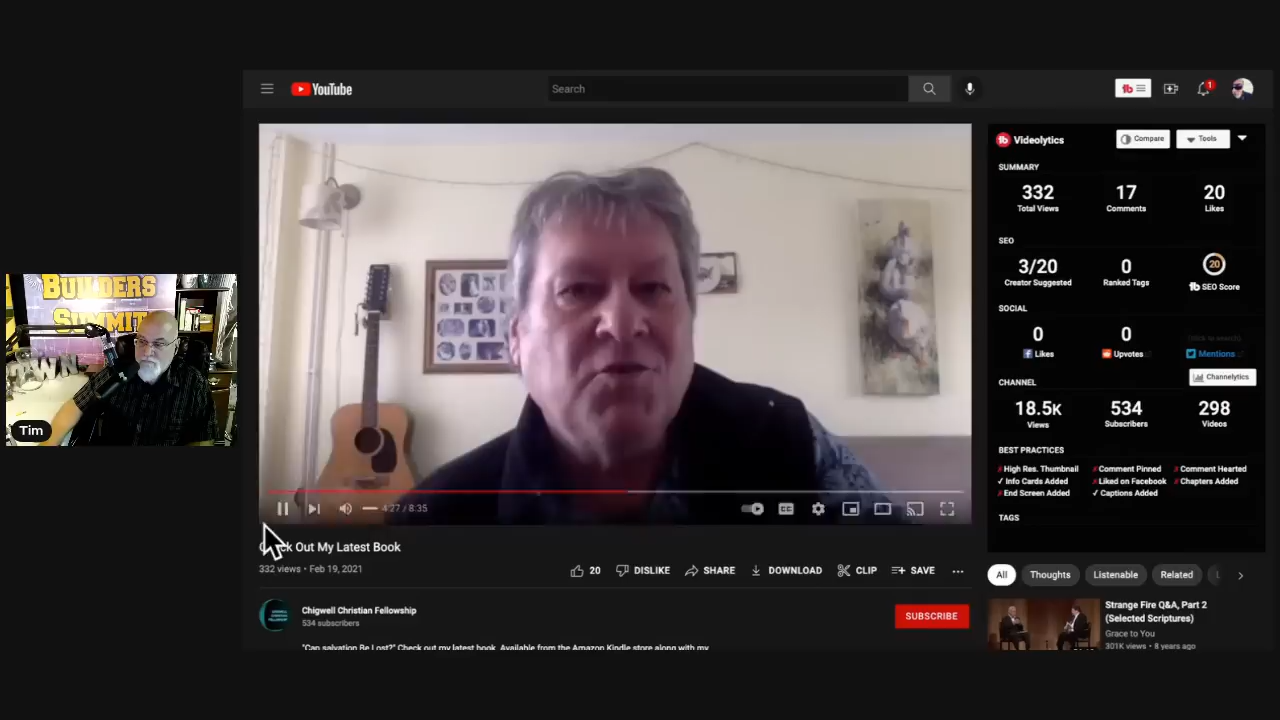 YouTube
Search
1
BUILDERS
SUMMIT
Tim
4:27 / 8:35
Check Out My Latest Book
332 views • Feb 19, 2021
20
DISLIKE
SHARE
DOWNLOAD
CLIP
SAVE
Chigwell Christian Fellowship
534 subscribers
SUBSCRIBE
"Can salvation Be Lost?" Check out my latest book. Available from the Amazon Kindle store along with my
Videolytics
Compare
Tools
SUMMARY
332 17 20
Total Views Comments Likes
SEO
3/20 0 20
Creator Suggested Ranked Tags tb SEO Score
SOCIAL
0 0
Likes Upvotes Mentions
CHANNEL
Channelytics
18.5K 534 298
Views Subscribers Videos
BEST PRACTICES
High Res. Thumbnail Comment Pinned Comment Hearted
Info Cards Added Liked on Facebook Chapters Added
End Screen Added Captions Added
TAGS
All Thoughts Listenable Related
Strange Fire Q&A, Part 2
(Selected Scriptures)
Grace to You
301K views • 8 years ago